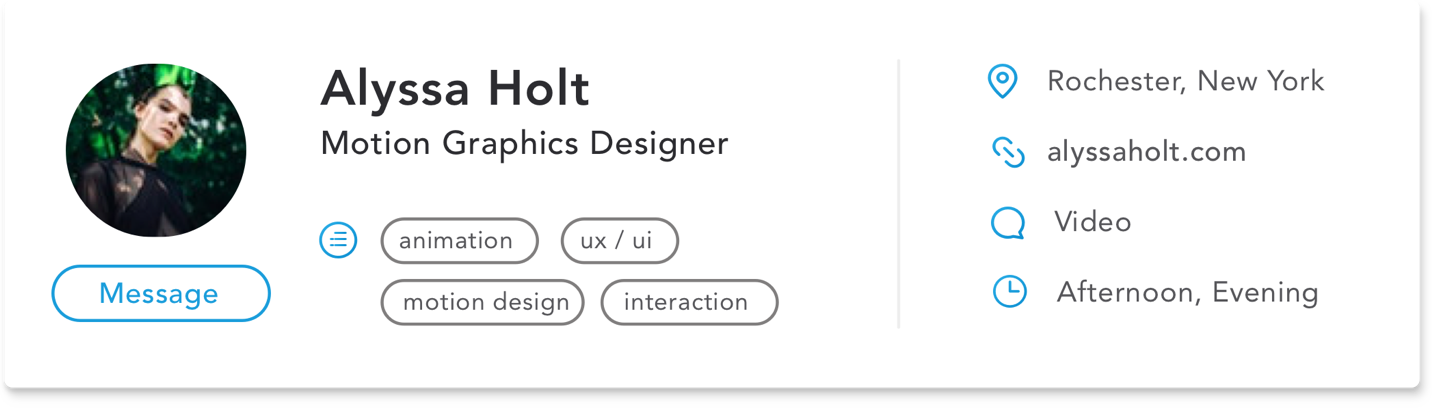 Alyssa Holt
Motion Graphics Designer
animation
ux / ui
motion design
interaction
Message
Rochester, New York
alyssaholt.com
Video
Afternoon, Evening